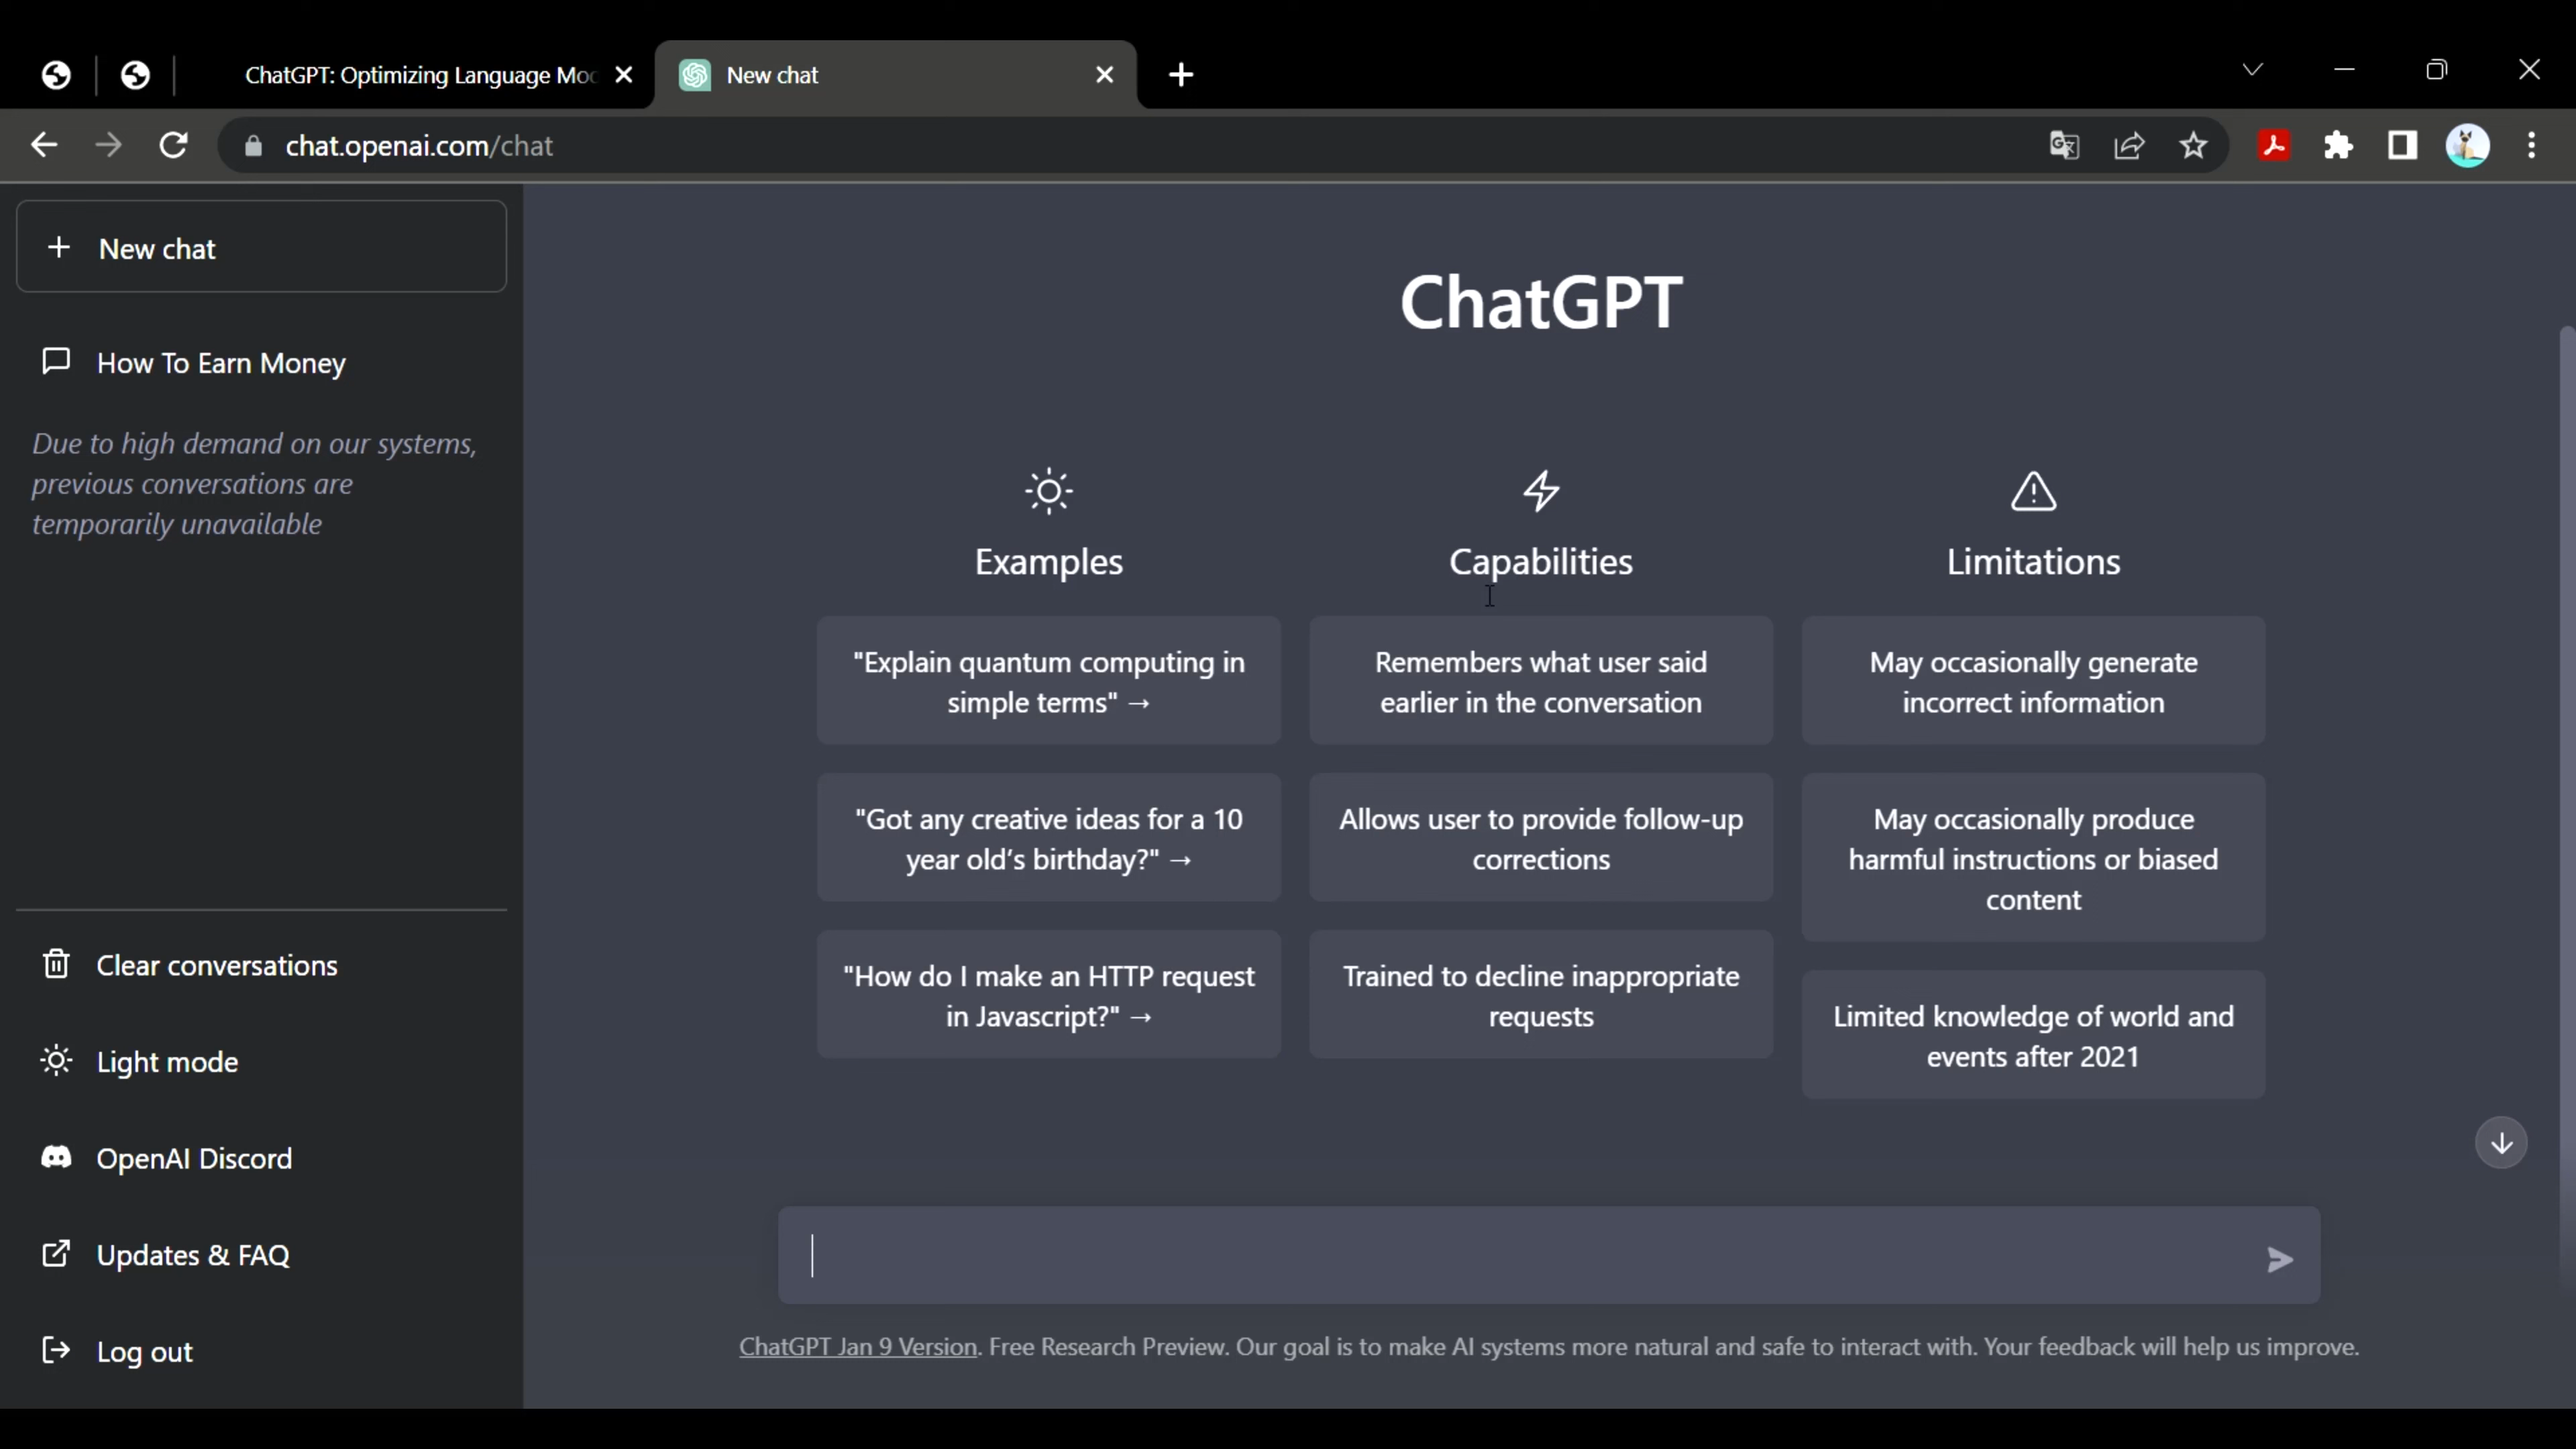 ChatGPT: Optimizing Language Mod
New chat
chat.openai.com/chat
New chat
How To Earn Money
Due to high demand on our systems,
previous conversations are
temporarily unavailable
Clear conversations
Light mode
OpenAI Discord
Updates & FAQ
Log out
ChatGPT
Examples
"Explain quantum computing in
simple terms" →
"Got any creative ideas for a 10
year old's birthday?" →
"How do I make an HTTP request
in Javascript?" →
Capabilities
Remembers what user said
earlier in the conversation
Allows user to provide follow-up
corrections
Trained to decline inappropriate
requests
Limitations
May occasionally generate
incorrect information
May occasionally produce
harmful instructions or biased
content
Limited knowledge of world and
events after 2021
ChatGPT Jan 9 Version. Free Research Preview. Our goal is to make AI systems more natural and safe to interact with. Your feedback will help us improve.